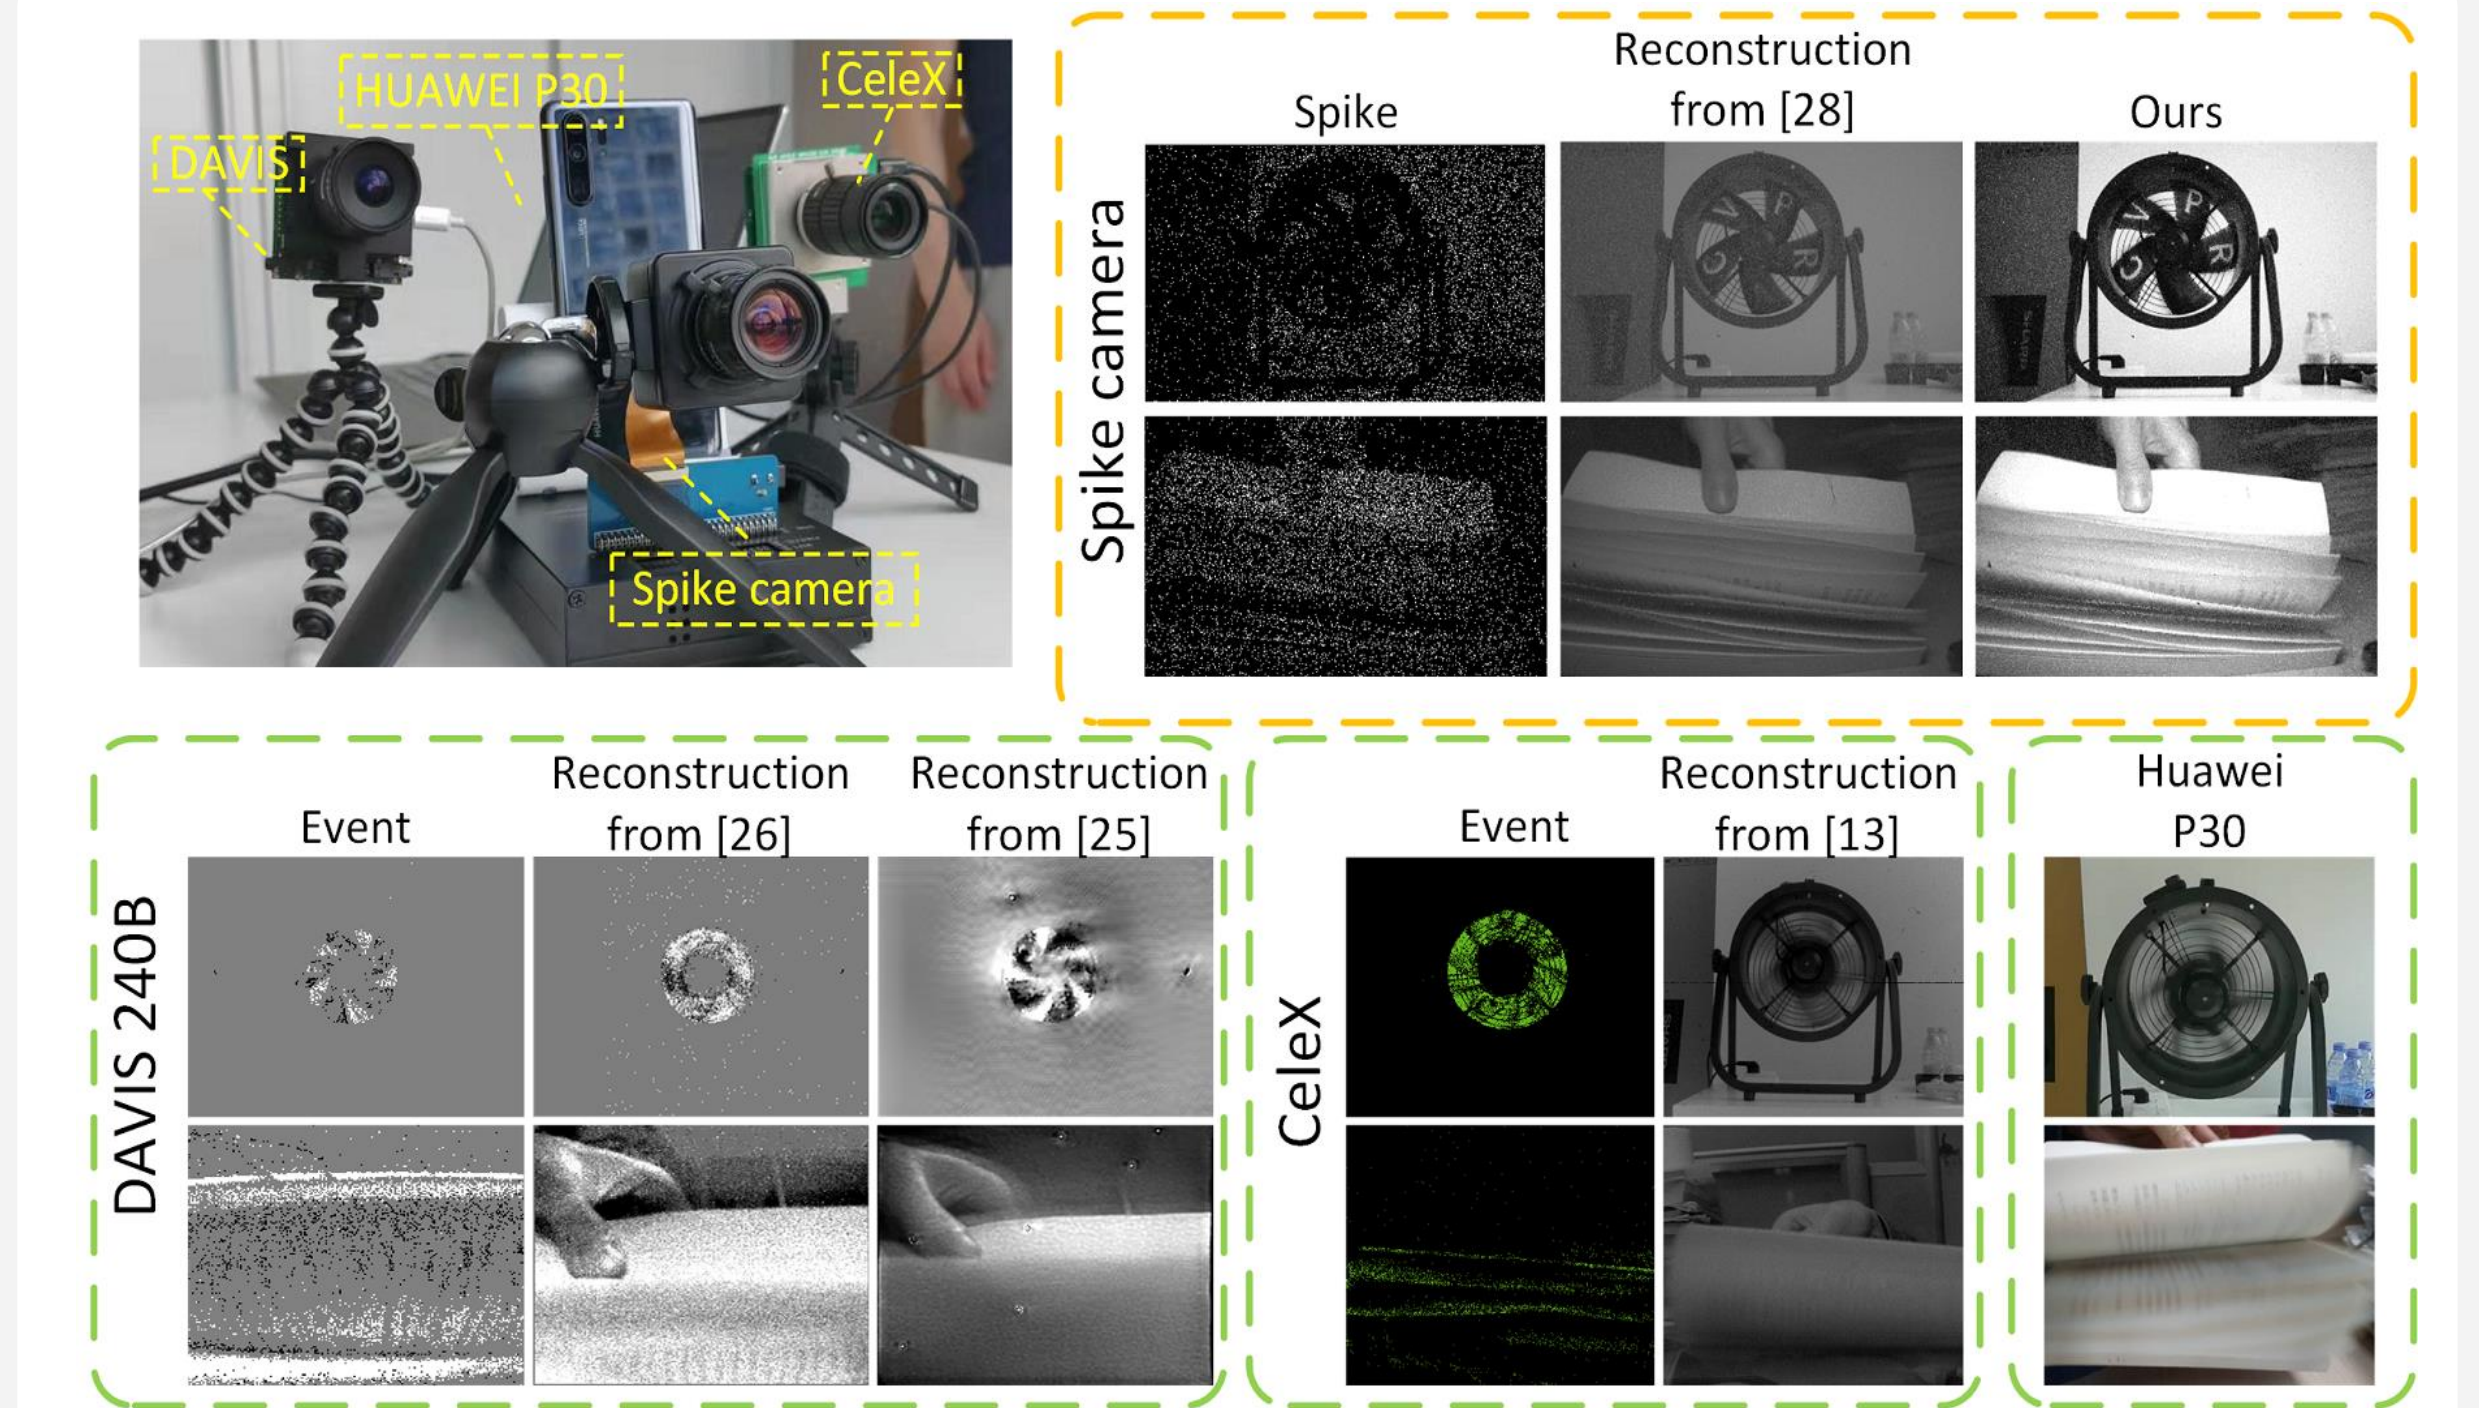 HUAWEI P30
CeleX
DAVIS
Spike camera
Reconstruction
Spike
from [28]
Ours
Spike camera
V P R C
V P R C
DAVIS 240B
Event
Reconstruction
from [26]
Reconstruction
from [25]
CeleX
Event
Reconstruction
from [13]
Huawei
P30